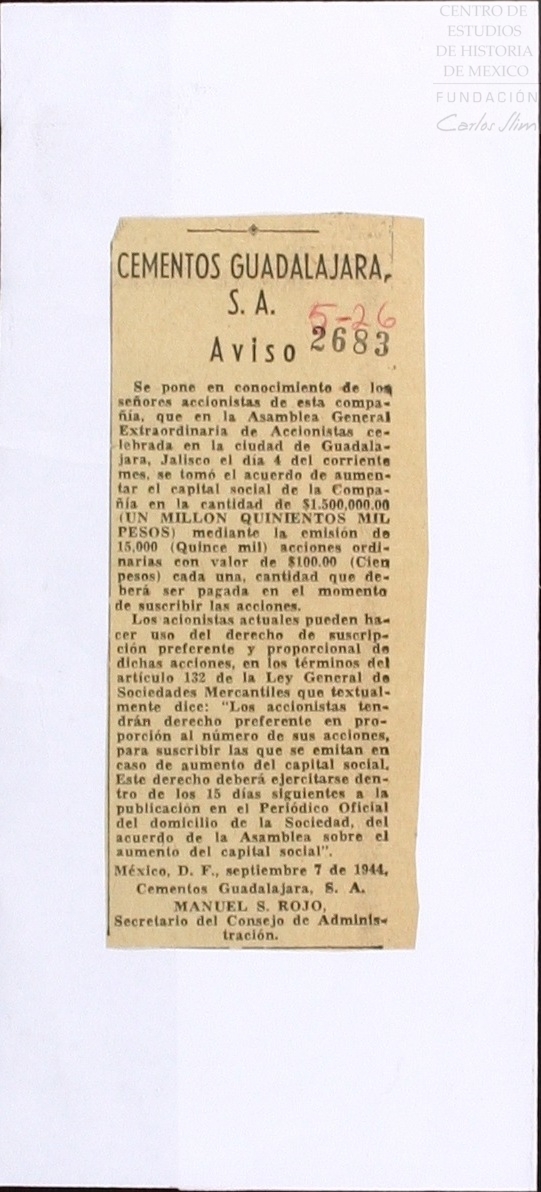 CENTRO DE
ESTUDIOS
DE HISTORIA
DE MEXICO
FUNDACIÓN
Carlos Slim
CEMENTOS GUADALAJARA,
S. A.
5-26
Aviso 2683
Se pone en conocimiento de los
señores accionistas de esta compa-
ñía, que en la Asamblea General
Extraordinaria de Accionistas ce-
lebrada en la ciudad de Guadala-
jara, Jalisco el día 4 del corriente
mes, se tomó el acuerdo de aumen-
tar el capital social de la Compa-
ñía en la cantidad de $1.500,000.00
(UN MILLON QUINIENTOS MIL
PESOS) mediante la emisión de
15,000 (Quince mil) acciones ordi-
narias con valor de $100.00 (Cien
pesos) cada una, cantidad que de-
berá ser pagada en el momento
de suscribir las acciones.
Los acionistas actuales pueden ha-
cer uso del derecho de suscrip-
ción preferente y proporcional de
dichas acciones, en los términos del
artículo 132 de la Ley General de
Sociedades Mercantiles que textual-
mente dice: "Los accionistas ten-
drán derecho preferente en pro-
porción al número de sus acciones,
para suscribir las que se emitan en
caso de aumento del capital social.
Este derecho deberá ejercitarse den-
tro de los 15 días siguientes a la
publicación en el Periódico Oficial
del domicilio de la Sociedad, del
acuerdo de la Asamblea sobre el
aumento del capital social".
México, D. F., septiembre 7 de 1944.
Cementos Guadalajara, S. A.
MANUEL S. ROJO,
Secretario del Consejo de Adminis-
tración.